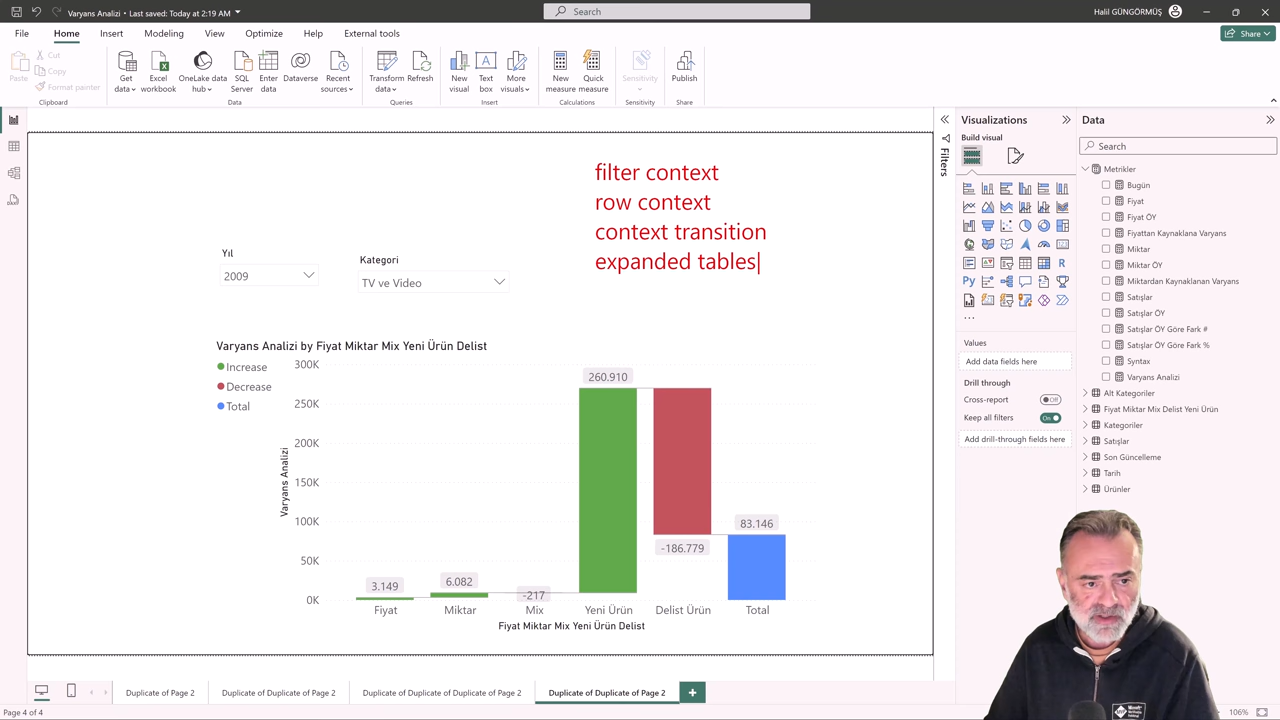 Varyans Analizi • Last saved: Today at 2:19 AM
Search
Halil GÜNGÖRMÜŞ
File
Home
Insert
Modeling
View
Optimize
Help
External tools
Share
Paste
Cut
Copy
Format painter
Get data
Excel workbook
OneLake data hub
SQL Server
Enter data
Dataverse
Recent sources
Transform data
Refresh
New visual
Text box
More visuals
New measure
Quick measure
Sensitivity
Publish
Clipboard
Data
Queries
Insert
Calculations
Sensitivity
Share
filter context
row context
context transition
expanded tables
Yıl
2009
Kategori
TV ve Video
Varyans Analizi by Fiyat Miktar Mix Yeni Ürün Delist
Increase
Decrease
Total
Varyans Analizi
300K
250K
200K
150K
100K
50K
0K
3.149
6.082
-217
260.910
-186.779
83.146
Fiyat
Miktar
Mix
Yeni Ürün
Delist Ürün
Total
Fiyat Miktar Mix Yeni Ürün Delist
Filters
Visualizations
Build visual
Values
Add data fields here
Drill through
Cross-report
Off
Keep all filters
On
Add drill-through fields here
Data
Search
Metrikler
Bugün
Fiyat
Fiyat ÖY
Fiyattan Kaynaklana Varyans
Miktar
Miktar ÖY
Miktardan Kaynaklanan Varyans
Satışlar
Satışlar ÖY
Satışlar ÖY Göre Fark #
Satışlar ÖY Göre Fark %
Syntax
Varyans Analizi
Alt Kategoriler
Fiyat Miktar Mix Delist Yeni Ürün
Kategoriler
Satışlar
Son Güncelleme
Tarih
Ürünler
Duplicate of Page 2
Duplicate of Duplicate of Page 2
Duplicate of Duplicate of Duplicate of Page 2
Duplicate of Duplicate of Page 2
Page 4 of 4
106%